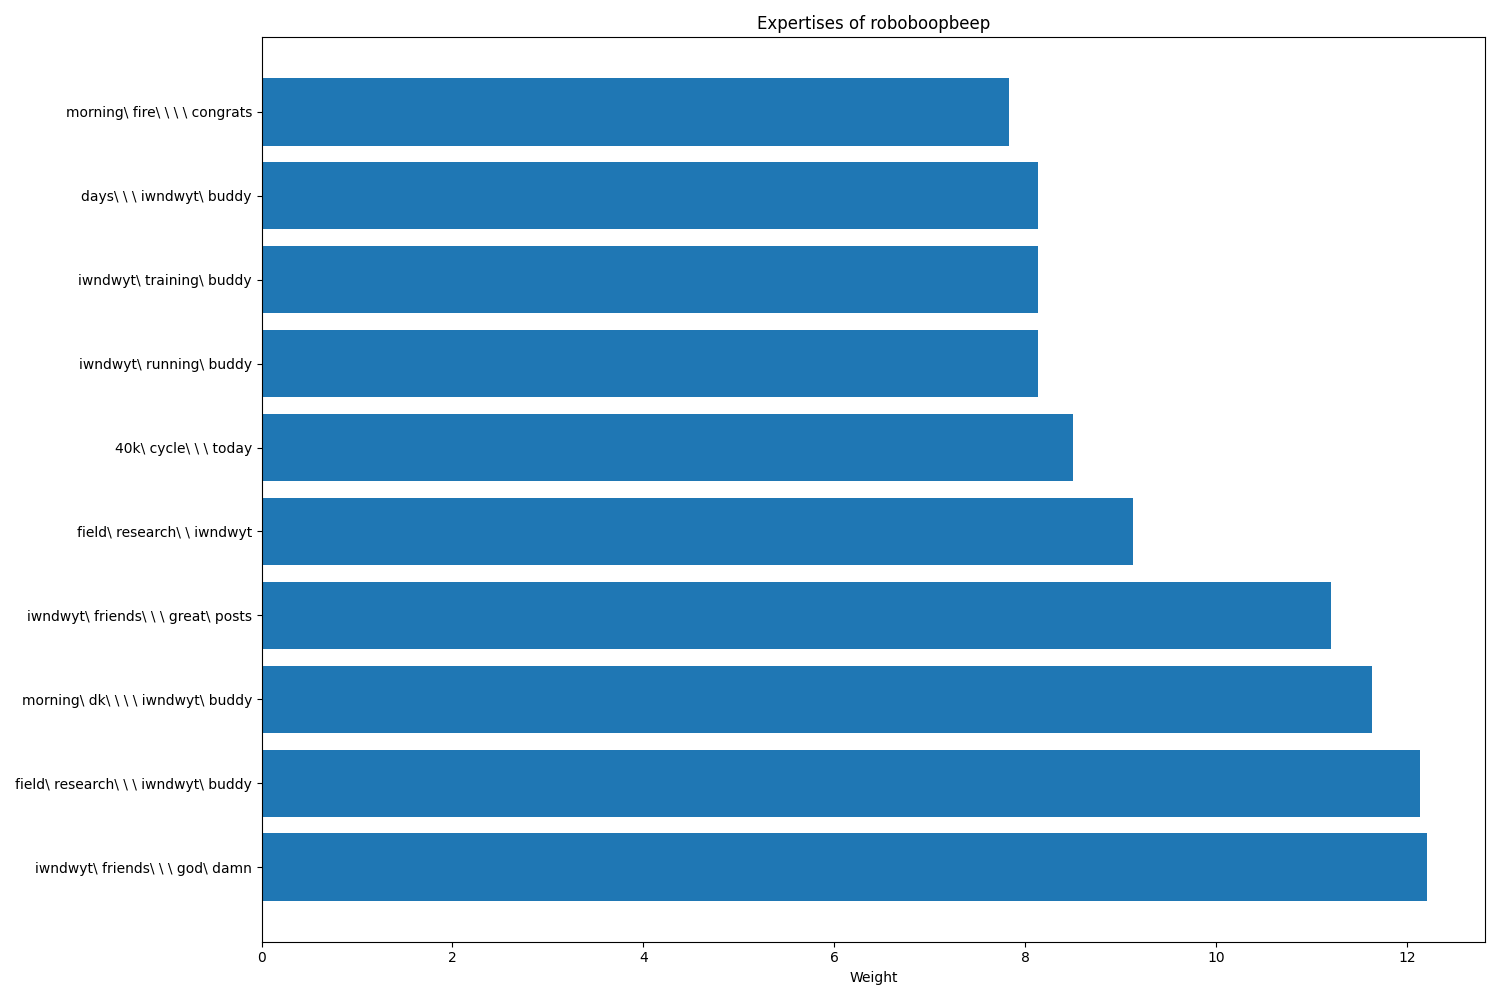 Expertises of roboboopbeep
morning\ fire\ \ \ \ congrats
days\ \ \ iwndwyt\ buddy
iwndwyt\ training\ buddy
iwndwyt\ running\ buddy
40k\ cycle\ \ \ today
field\ research\ \ iwndwyt
iwndwyt\ friends\ \ \ great\ posts
morning\ dk\ \ \ \ iwndwyt\ buddy
field\ research\ \ \ iwndwyt\ buddy
iwndwyt\ friends\ \ \ god\ damn
0 2 4 6 8 10 12
Weight